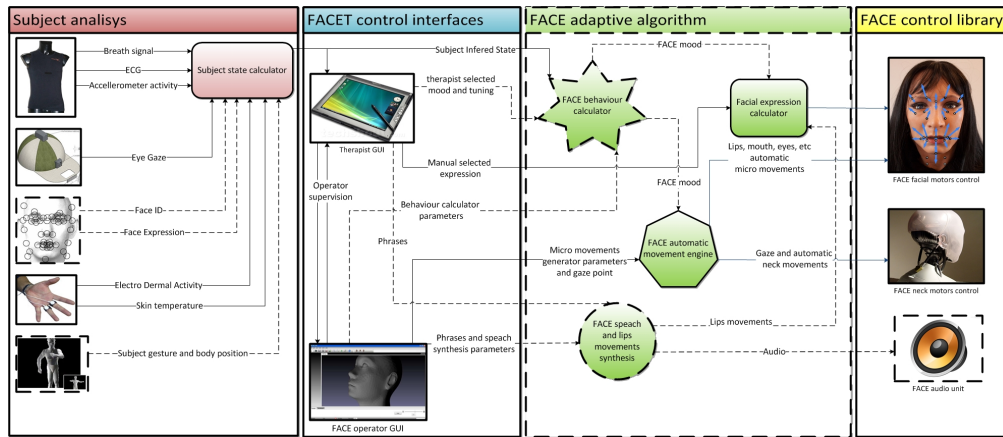 Subject analisys
FACET control interfaces
FACE adaptive algorithm
FACE control library
Breath signal
ECG
Accellerometer activity
Subject state calculator
Eye Gaze
Face ID
Face Expression
Electro Dermal Activity
Skin temperature
Subject gesture and body position
Subject Infered State
therapist selected
mood and tuning
Therapist GUI
Manual selected
expression
Operator
supervision
Behaviour calculator
parameters
Phrases
Micro movements
generator parameters
and gaze point
Phrases and speach
synthesis parameters
FACE operator GUI
FACE mood
FACE behaviour
calculator
Facial expression
calculator
Lips, mouth, eyes, etc
automatic
micro movements
FACE mood
FACE automatic
movement engine
Gaze and automatic
neck movements
FACE speach
and lips
movements
synthesis
Lips movements
Audio
FACE facial motors control
FACE neck motors control
FACE audio unit